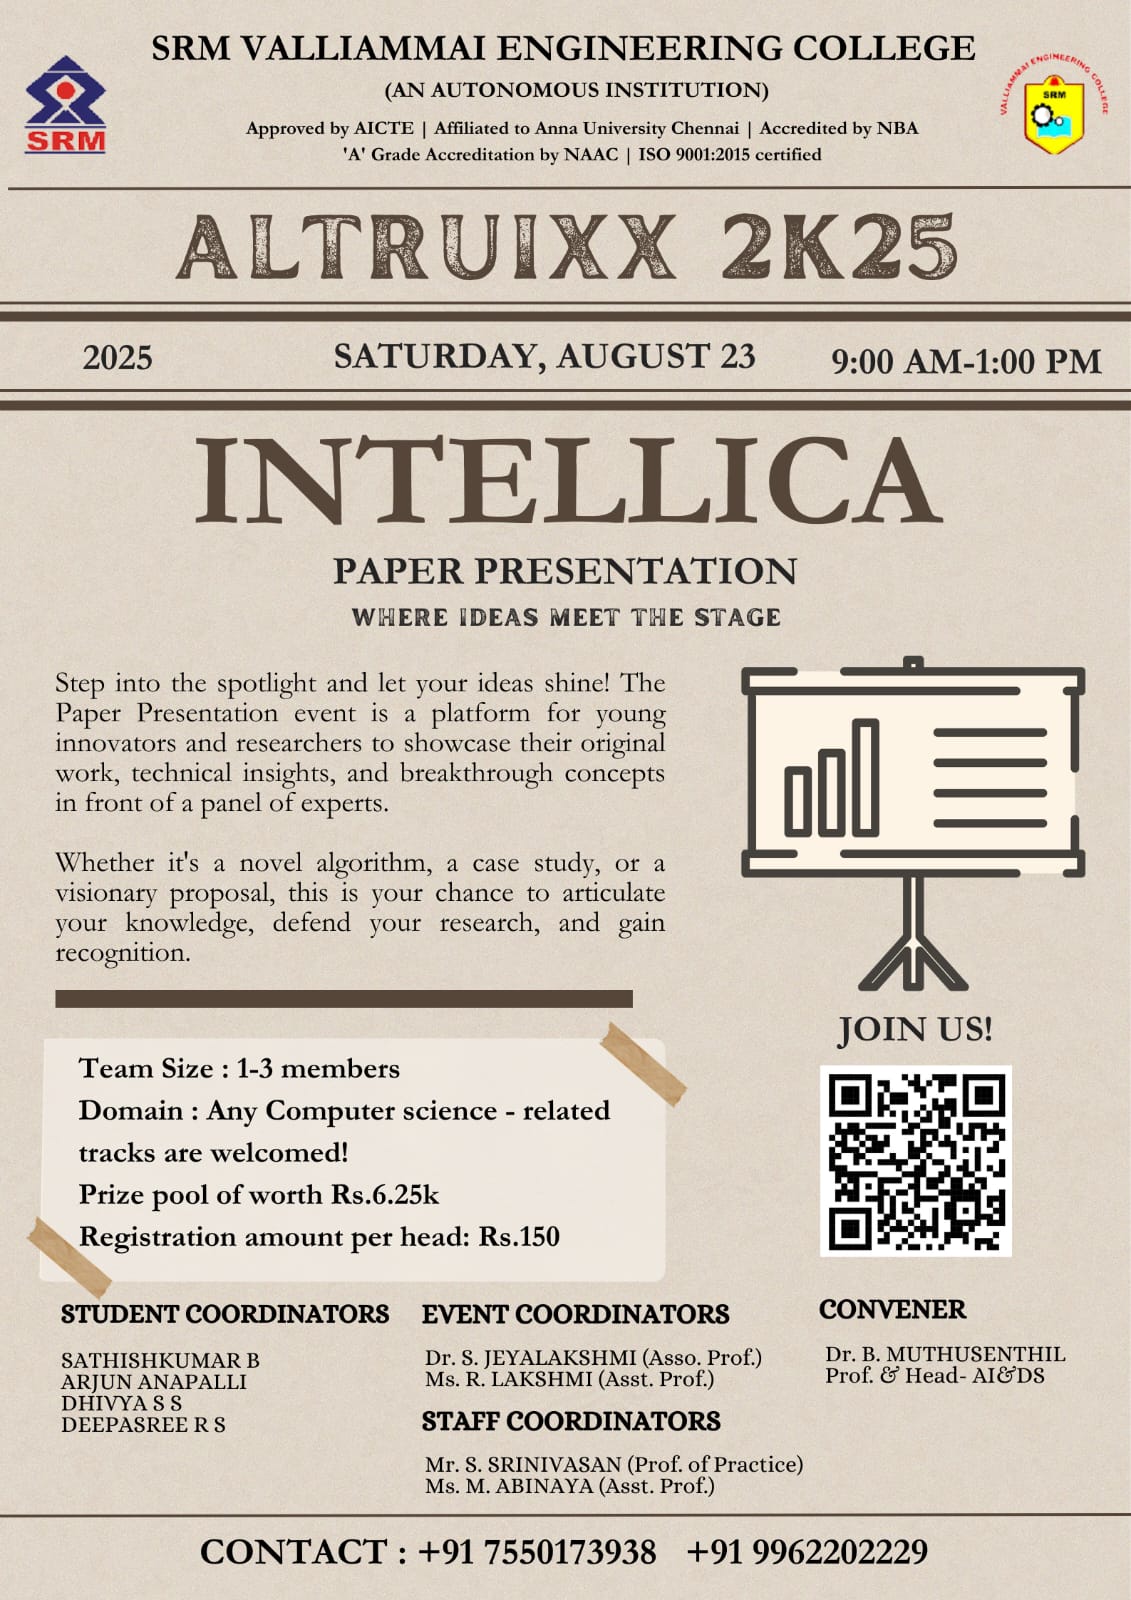 SRM VALLIAMMAI ENGINEERING COLLEGE
(AN AUTONOMOUS INSTITUTION)
Approved by AICTE | Affiliated to Anna University Chennai | Accredited by NBA
'A' Grade Accreditation by NAAC | ISO 9001:2015 certified
SRM
VALLIAMMAI ENGINEERING COLLEGE
SRM
ALTRUIXX 2K25
2025 SATURDAY, AUGUST 23 9:00 AM-1:00 PM
INTELLICA
PAPER PRESENTATION
WHERE IDEAS MEET THE STAGE
Step into the spotlight and let your ideas shine! The
Paper Presentation event is a platform for young
innovators and researchers to showcase their original
work, technical insights, and breakthrough concepts
in front of a panel of experts.
Whether it's a novel algorithm, a case study, or a
visionary proposal, this is your chance to articulate
your knowledge, defend your research, and gain
recognition.
JOIN US!
Team Size : 1-3 members
Domain : Any Computer science - related
tracks are welcomed!
Prize pool of worth Rs.6.25k
Registration amount per head: Rs.150
STUDENT COORDINATORS
SATHISHKUMAR B
ARJUN ANAPALLI
DHIVYA S S
DEEPASREE R S
EVENT COORDINATORS
Dr. S. JEYALAKSHMI (Asso. Prof.)
Ms. R. LAKSHMI (Asst. Prof.)
STAFF COORDINATORS
Mr. S. SRINIVASAN (Prof. of Practice)
Ms. M. ABINAYA (Asst. Prof.)
CONVENER
Dr. B. MUTHUSENTHIL
Prof. & Head- AI&DS
CONTACT : +91 7550173938 +91 9962202229